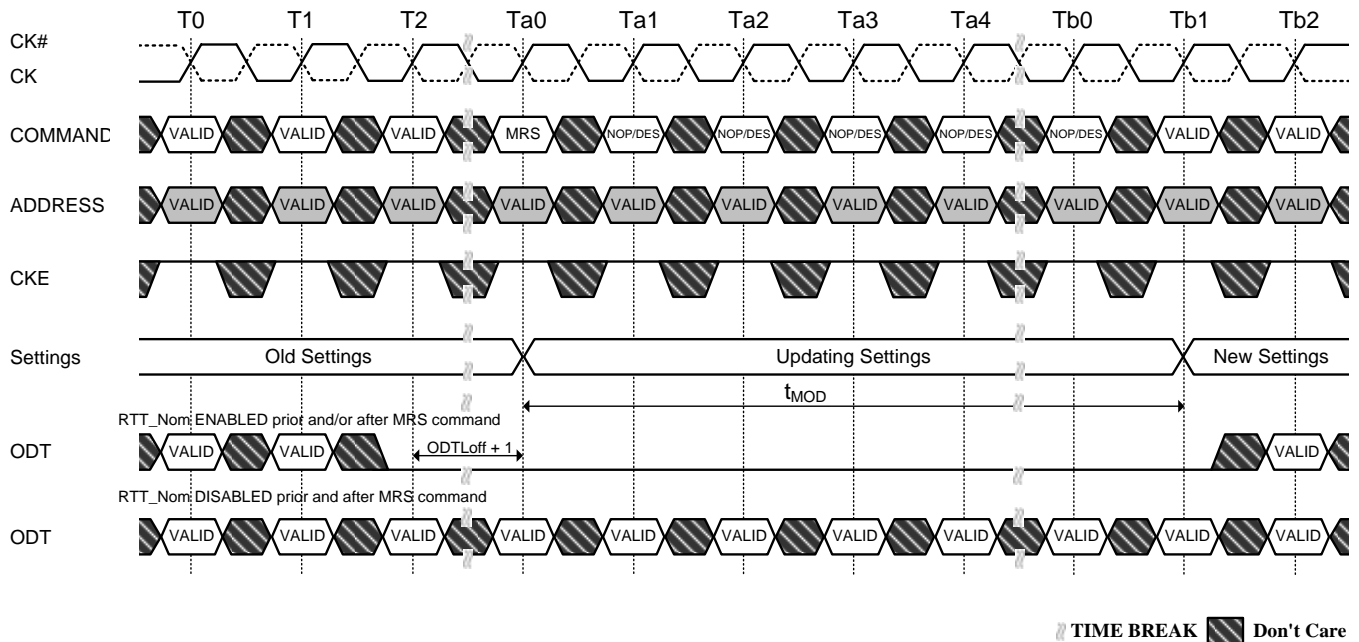 T0 T1 T2 Ta0 Ta1 Ta2 Ta3 Ta4 Tb0 Tb1 Tb2
CK#
CK
COMMAND VALID VALID VALID MRS NOP/DES NOP/DES NOP/DES NOP/DES NOP/DES VALID VALID
ADDRESS VALID VALID VALID VALID VALID VALID VALID VALID VALID VALID VALID
CKE
Settings Old Settings Updating Settings New Settings
tMOD
RTT_Nom ENABLED prior and/or after MRS command
ODT VALID VALID ODTLoff + 1 VALID
RTT_Nom DISABLED prior and after MRS command
ODT VALID VALID VALID VALID VALID VALID VALID VALID VALID VALID VALID
TIME BREAK Don't Care